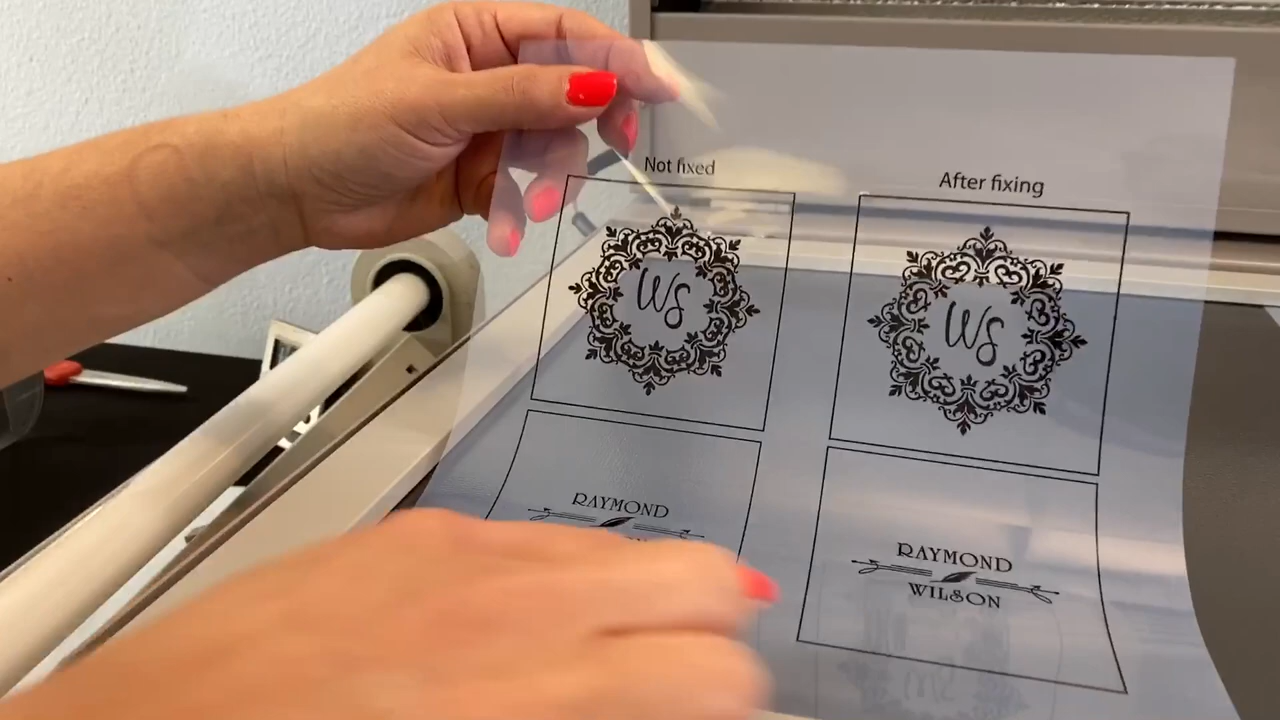 Not fixed
After fixing
WS
WS
RAYMOND
RAYMOND
WILSON